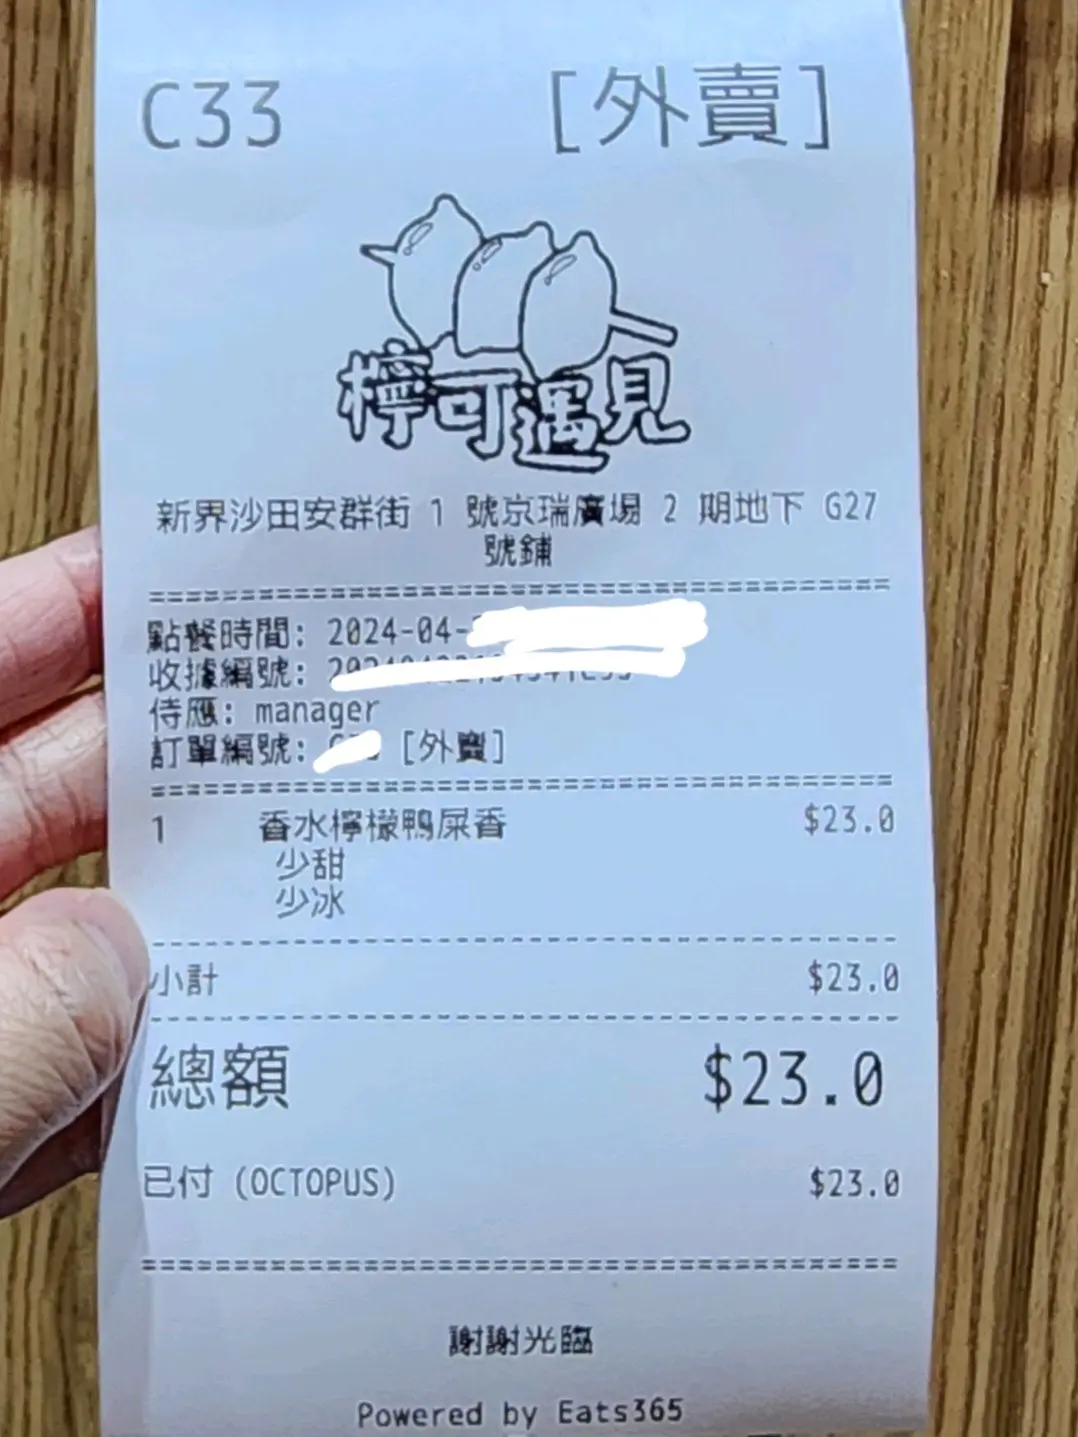 C33 [外賣]
檸可遇見
新界沙田安群街 1 號京瑞廣場 2 期地下 G27
號鋪
點餐時間: 2024-04-
收據編號:
侍應: manager
訂單編號: [外賣]
1 香水檸檬鴨屎香 $23.0
少甜
少冰
小計 $23.0
總額 $23.0
已付 (OCTOPUS) $23.0
謝謝光臨
Powered by Eats365